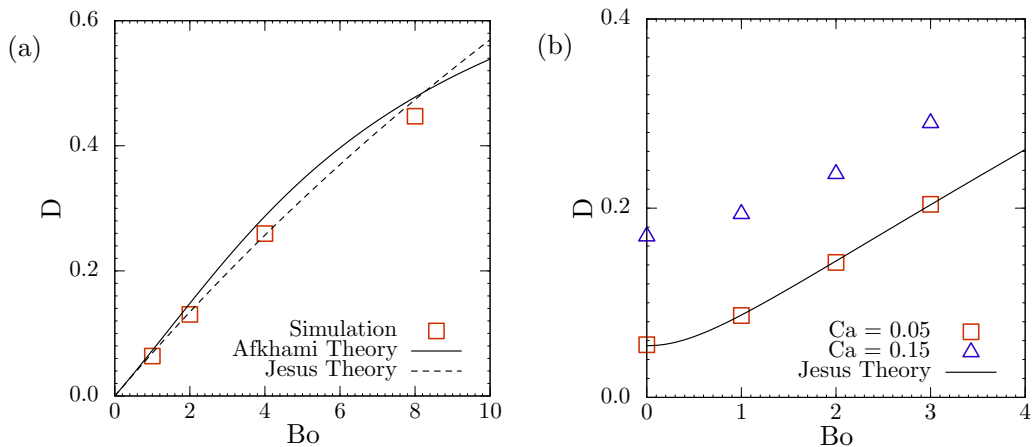 (a)
D
0.6
0.4
0.2
0.0
0 2 4 6 8 10
Bo
Simulation
Afkhami Theory
Jesus Theory
(b)
D
0.4
0.2
0.0
0 1 2 3 4
Bo
Ca = 0.05
Ca = 0.15
Jesus Theory